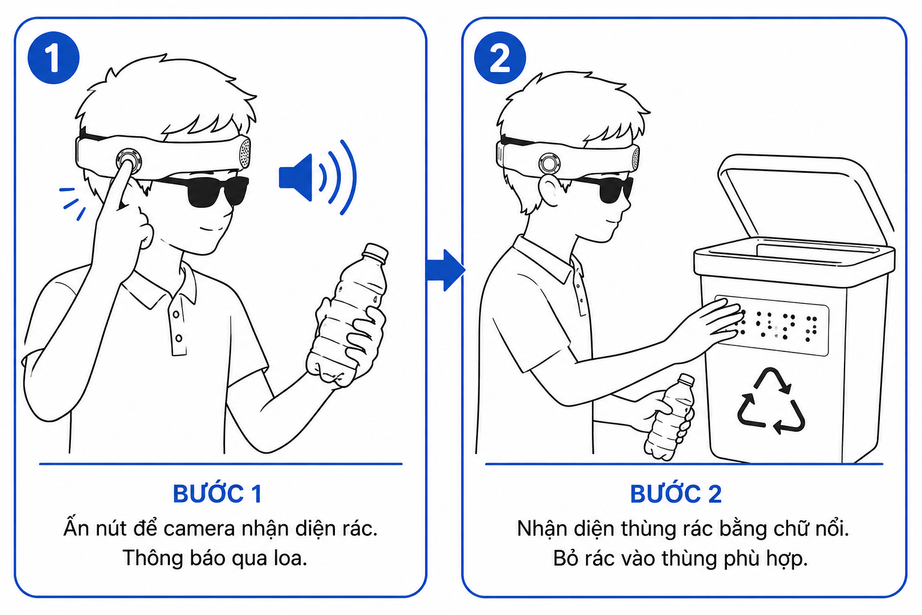 1
BƯỚC 1
Ấn nút để camera nhận diện rác.
Thông báo qua loa.
2
BƯỚC 2
Nhận diện thùng rác bằng chữ nổi.
Bỏ rác vào thùng phù hợp.